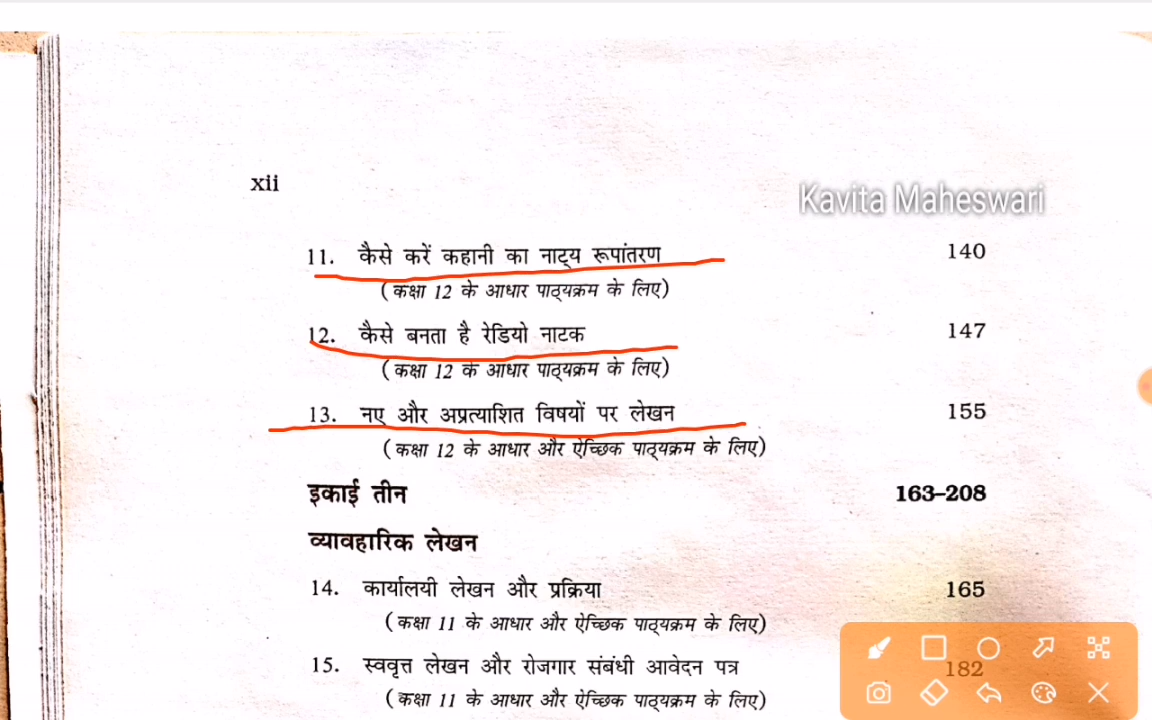 xii
Kavita Maheswari
11. कैसे करें कहानी का नाट्य रूपांतरण 140
(कक्षा 12 के आधार पाठ्यक्रम के लिए)
12. कैसे बनता है रेडियो नाटक 147
(कक्षा 12 के आधार पाठ्यक्रम के लिए)
13. नए और अप्रत्याशित विषयों पर लेखन 155
(कक्षा 12 के आधार और ऐच्छिक पाठ्यक्रम के लिए)
इकाई तीन 163–208
व्यावहारिक लेखन
14. कार्यालयी लेखन और प्रक्रिया 165
(कक्षा 11 के आधार और ऐच्छिक पाठ्यक्रम के लिए)
15. स्ववृत्त लेखन और रोजगार संबंधी आवेदन पत्र 182
(कक्षा 11 के आधार और ऐच्छिक पाठ्यक्रम के लिए)